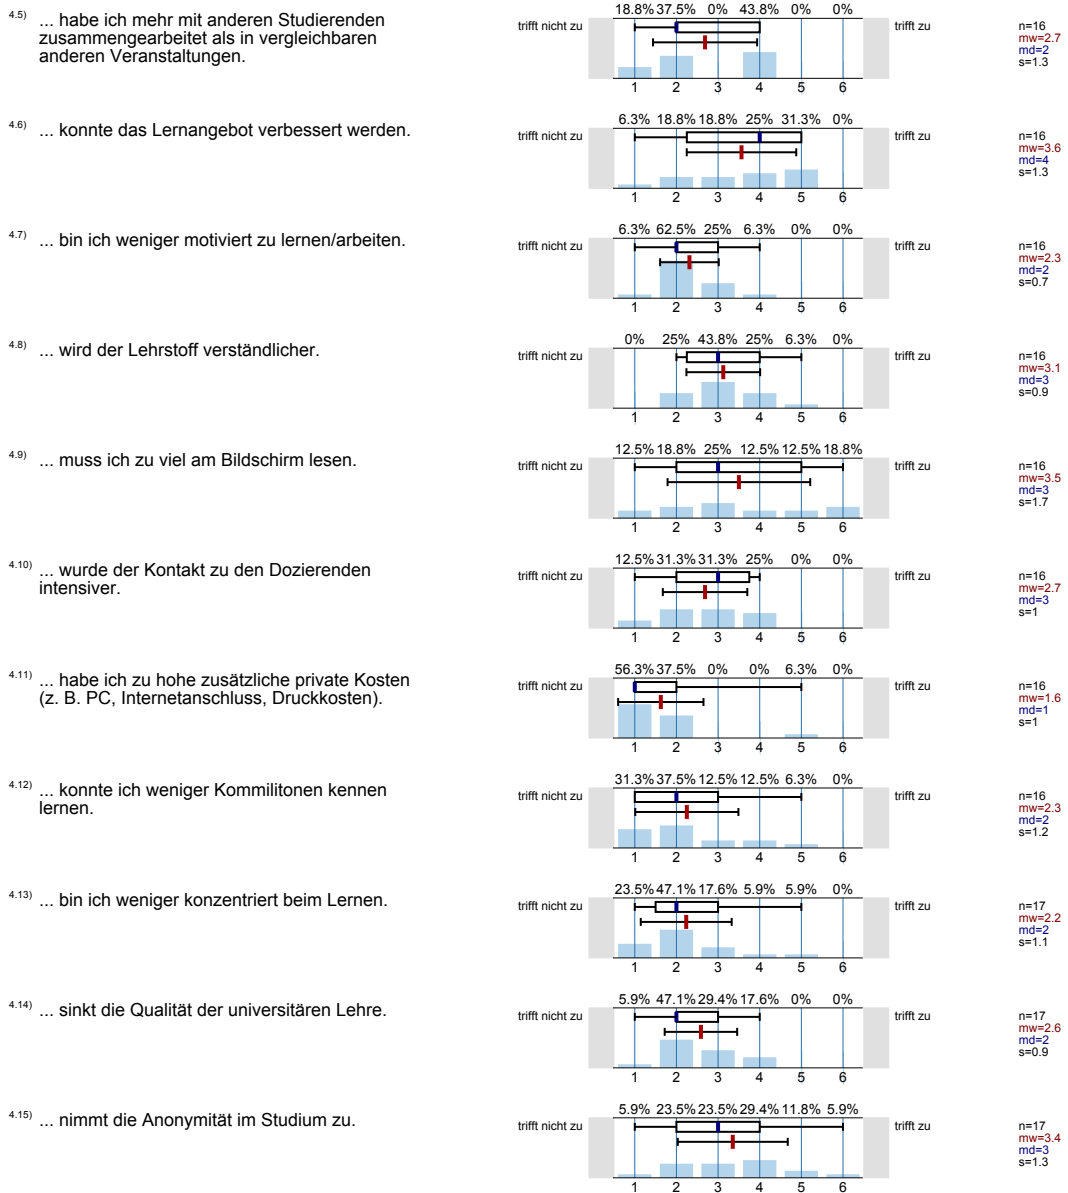 4.5) ... habe ich mehr mit anderen Studierenden
zusammengearbeitet als in vergleichbaren
anderen Veranstaltungen.
trifft nicht zu
18.8% 37.5% 0% 43.8% 0% 0%
1 2 3 4 5 6
trifft zu
n=16
mw=2.7
md=2
s=1.3
4.6) ... konnte das Lernangebot verbessert werden.
trifft nicht zu
6.3% 18.8% 18.8% 25% 31.3% 0%
1 2 3 4 5 6
trifft zu
n=16
mw=3.6
md=4
s=1.3
4.7) ... bin ich weniger motiviert zu lernen/arbeiten.
trifft nicht zu
6.3% 62.5% 25% 6.3% 0% 0%
1 2 3 4 5 6
trifft zu
n=16
mw=2.3
md=2
s=0.7
4.8) ... wird der Lehrstoff verständlicher.
trifft nicht zu
0% 25% 43.8% 25% 6.3% 0%
1 2 3 4 5 6
trifft zu
n=16
mw=3.1
md=3
s=0.9
4.9) ... muss ich zu viel am Bildschirm lesen.
trifft nicht zu
12.5% 18.8% 25% 12.5% 12.5% 18.8%
1 2 3 4 5 6
trifft zu
n=16
mw=3.5
md=3
s=1.7
4.10) ... wurde der Kontakt zu den Dozierenden
intensiver.
trifft nicht zu
12.5% 31.3% 31.3% 25% 0% 0%
1 2 3 4 5 6
trifft zu
n=16
mw=2.7
md=3
s=1
4.11) ... habe ich zu hohe zusätzliche private Kosten
(z. B. PC, Internetanschluss, Druckkosten).
trifft nicht zu
56.3% 37.5% 0% 0% 6.3% 0%
1 2 3 4 5 6
trifft zu
n=16
mw=1.6
md=1
s=1
4.12) ... konnte ich weniger Kommilitonen kennen
lernen.
trifft nicht zu
31.3% 37.5% 12.5% 12.5% 6.3% 0%
1 2 3 4 5 6
trifft zu
n=16
mw=2.3
md=2
s=1.2
4.13) ... bin ich weniger konzentriert beim Lernen.
trifft nicht zu
23.5% 47.1% 17.6% 5.9% 5.9% 0%
1 2 3 4 5 6
trifft zu
n=17
mw=2.2
md=2
s=1.1
4.14) ... sinkt die Qualität der universitären Lehre.
trifft nicht zu
5.9% 47.1% 29.4% 17.6% 0% 0%
1 2 3 4 5 6
trifft zu
n=17
mw=2.6
md=2
s=0.9
4.15) ... nimmt die Anonymität im Studium zu.
trifft nicht zu
5.9% 23.5% 23.5% 29.4% 11.8% 5.9%
1 2 3 4 5 6
trifft zu
n=17
mw=3.4
md=3
s=1.3